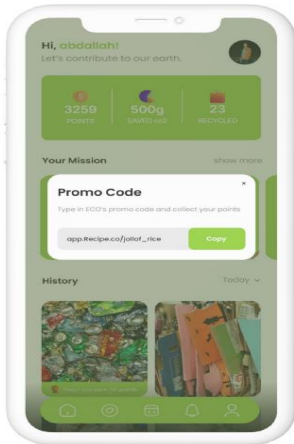 Hi, abdallah!
Let's contribute to our earth.
3259
500g
23
POINTS
SAVED co2
RECYCLED
Your Mission
show more
Promo Code
Type in ECO's promo code and collect your points
app.Recipe.co/jollof_rice
Copy
History
Today